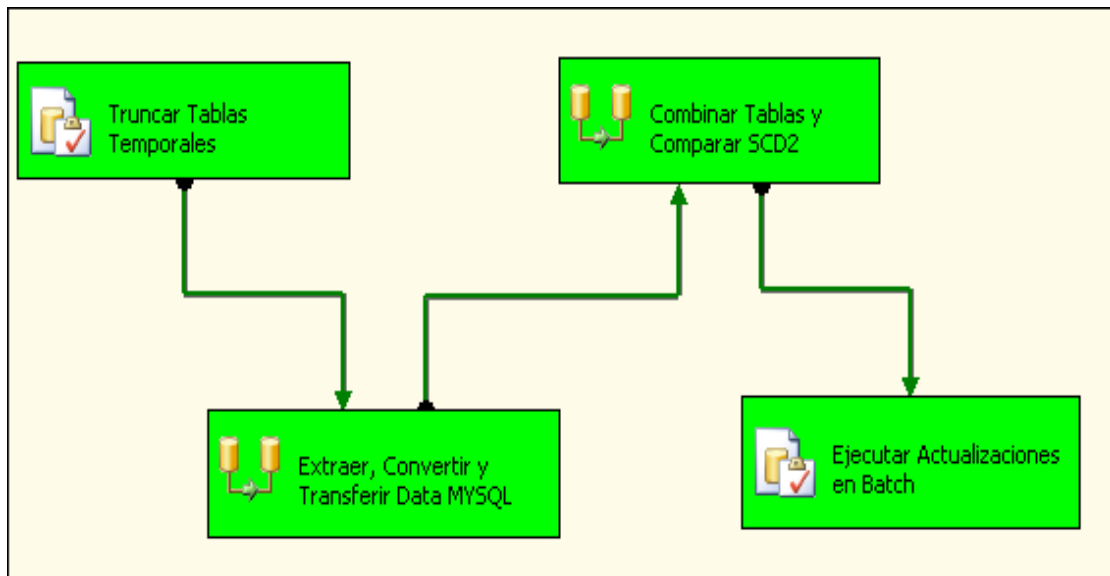 Truncar Tablas
Temporales
Extraer, Convertir y
Transferir Data MYSQL
Combinar Tablas y
Comparar SCD2
Ejecutar Actualizaciones
en Batch